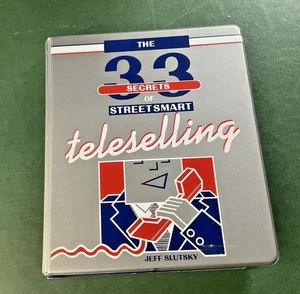 THE
33
SECRETS
OF
STREETSMART
teleselling
JEFF SLUTSKY